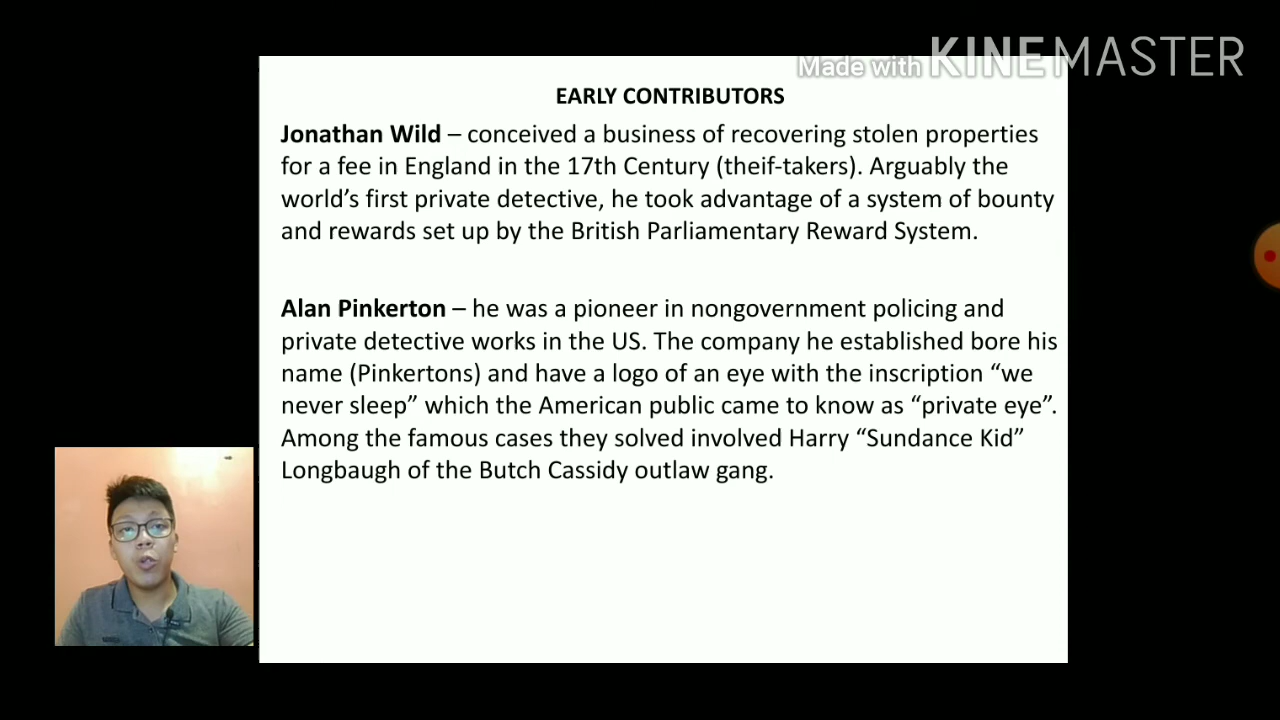 Made with KINEMASTER
EARLY CONTRIBUTORS
Jonathan Wild – conceived a business of recovering stolen properties
for a fee in England in the 17th Century (theif-takers). Arguably the
world’s first private detective, he took advantage of a system of bounty
and rewards set up by the British Parliamentary Reward System.
Alan Pinkerton – he was a pioneer in nongovernment policing and
private detective works in the US. The company he established bore his
name (Pinkertons) and have a logo of an eye with the inscription “we
never sleep” which the American public came to know as “private eye”.
Among the famous cases they solved involved Harry “Sundance Kid”
Longbaugh of the Butch Cassidy outlaw gang.